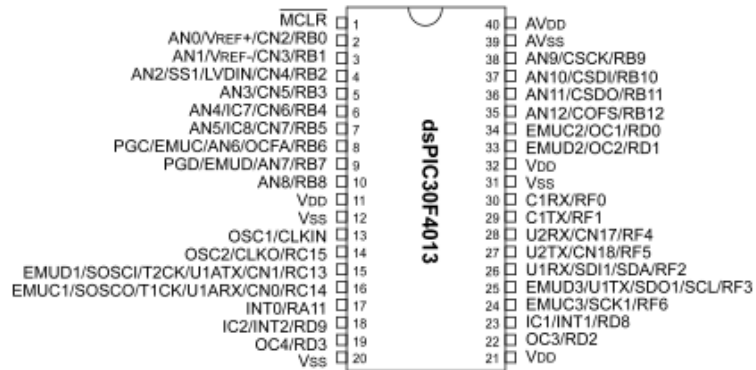 MCLR 1
AN0/VREF+/CN2/RB0 2
AN1/VREF-/CN3/RB1 3
AN2/SS1/LVDIN/CN4/RB2 4
AN3/CN5/RB3 5
AN4/IC7/CN6/RB4 6
AN5/IC8/CN7/RB5 7
PGC/EMUC/AN6/OCFA/RB6 8
PGD/EMUD/AN7/RB7 9
AN8/RB8 10
VDD 11
VSS 12
OSC1/CLKIN 13
OSC2/CLKO/RC15 14
EMUD1/SOSCI/T2CK/U1ATX/CN1/RC13 15
EMUC1/SOSCO/T1CK/U1ARX/CN0/RC14 16
INT0/RA11 17
IC2/INT2/RD9 18
OC4/RD3 19
VSS 20
dsPIC30F4013
40 AVDD
39 AVSS
38 AN9/CSCK/RB9
37 AN10/CSDI/RB10
36 AN11/CSDO/RB11
35 AN12/COFS/RB12
34 EMUC2/OC1/RD0
33 EMUD2/OC2/RD1
32 VDD
31 VSS
30 C1RX/RF0
29 C1TX/RF1
28 U2RX/CN17/RF4
27 U2TX/CN18/RF5
26 U1RX/SDI1/SDA/RF2
25 EMUD3/U1TX/SDO1/SCL/RF3
24 EMUC3/SCK1/RF6
23 IC1/INT1/RD8
22 OC3/RD2
21 VDD